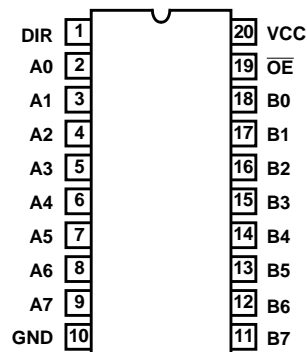 DIR 1 20 VCC
A0 2 19 O̅E̅
A1 3 18 B0
A2 4 17 B1
A3 5 16 B2
A4 6 15 B3
A5 7 14 B4
A6 8 13 B5
A7 9 12 B6
GND 10 11 B7